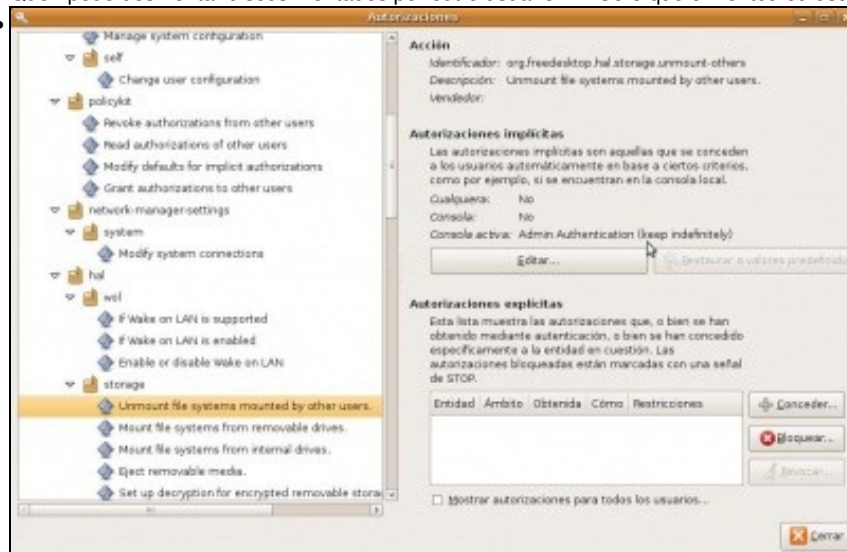 Autorizaciones
Manage system configuration
self
Change user configuration
policykit
Revoke authorizations from other users
Read authorizations of other users
Modify defaults for implicit authorizations
Grant authorizations to other users
network-manager-settings
system
Modify system connections
hal
wol
If Wake on LAN is supported
If Wake on LAN is enabled
Enable or disable Wake on LAN
storage
Unmount file systems mounted by other users.
Mount file systems from removable drives.
Mount file systems from internal drives.
Eject removable media.
Set up decryption for encrypted removable stora
Acción
Identificador: org.freedesktop.hal.storage.unmount-others
Descripción: Unmount file systems mounted by other users.
Vendedor:
Autorizaciones implícitas
Las autorizaciones implícitas son aquellas que se conceden
a los usuarios automáticamente en base a ciertos criterios,
como por ejemplo, si se encuentran en la consola local.
Cualquiera: No
Consola: No
Console activa: Admin Authentication (keep indefinitely)
Editar...
Restaurar a valores predefinido
Autorizaciones explícitas
Esta lista muestra las autorizaciones que, o bien se han
obtenido mediante autenticación, o bien se han concedido
específicamente a la entidad en cuestión. Las
autorizaciones bloqueadas están marcadas con una señal
de STOP.
Entidad Ámbito Obtenida Cómo Restricciones
Conceder...
Bloquear...
Revocar...
Mostrar autorizaciones para todos los usuarios...
Cerrar